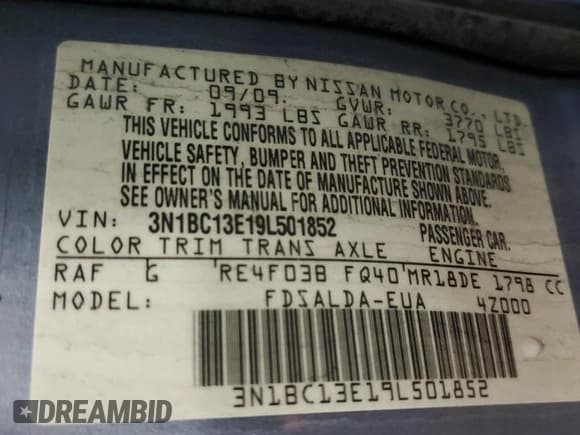 MANUFACTURED BY NISSAN MOTOR CO., LTD.
DATE: 09/09. GVWR: 3770 LBS
GAWR FR: 1993 LBS GAWR RR: 1795 LBS
THIS VEHICLE CONFORMS TO ALL APPLICABLE FEDERAL MOTOR
VEHICLE SAFETY, BUMPER AND THEFT PREVENTION STANDARDS
IN EFFECT ON THE DATE OF MANUFACTURE SHOWN ABOVE.
SEE OWNER'S MANUAL FOR ADDITIONAL INFORMATION.
VIN: 3N1BC13E19L501852 PASSENGER CAR.
COLOR TRIM TRANS AXLE ENGINE
RAF G RE4F03B FQ40 MR18DE 1798 CC
MODEL: FDSALDA-EUA 4Z000
3N1BC13E19L501852
DREAMBID